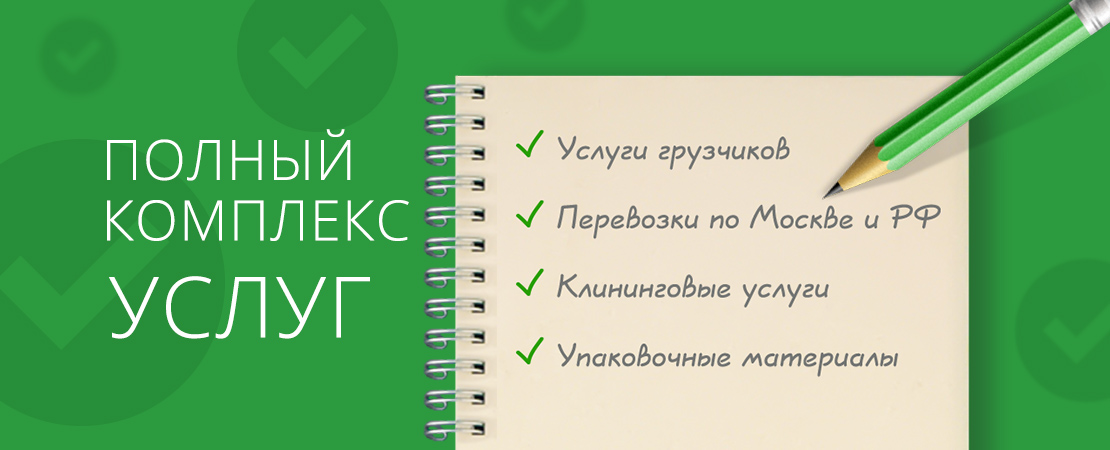 ПОЛНЫЙ
КОМПЛЕКС
УСЛУГ
Услуги грузчиков
Перевозки по Москве и РФ
Клининговые услуги
Упаковочные материалы